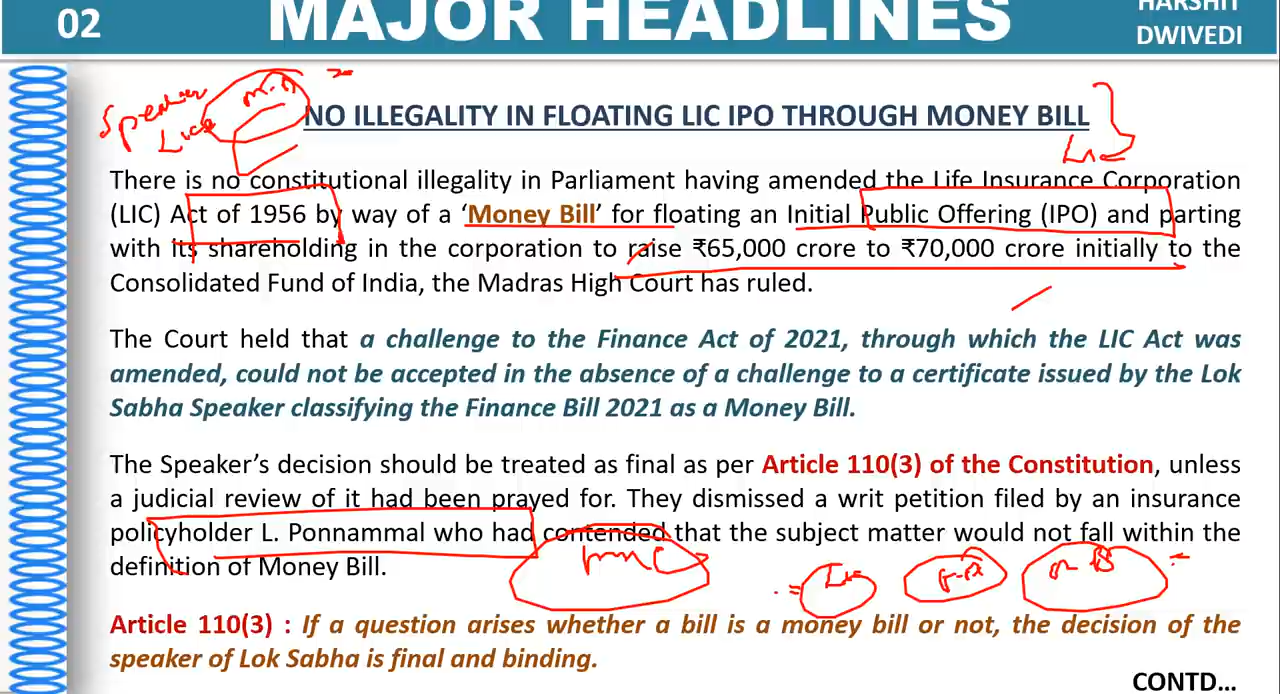 02
MAJOR HEADLINES
HARSHIT
DWIVEDI
Speaker
NO ILLEGALITY IN FLOATING LIC IPO THROUGH MONEY BILL
There is no constitutional illegality in Parliament having amended the Life Insurance Corporation
(LIC) Act of 1956 by way of a ‘Money Bill’ for floating an Initial Public Offering (IPO) and parting
with its shareholding in the corporation to raise ₹65,000 crore to ₹70,000 crore initially to the
Consolidated Fund of India, the Madras High Court has ruled.
The Court held that a challenge to the Finance Act of 2021, through which the LIC Act was
amended, could not be accepted in the absence of a challenge to a certificate issued by the Lok
Sabha Speaker classifying the Finance Bill 2021 as a Money Bill.
The Speaker’s decision should be treated as final as per Article 110(3) of the Constitution, unless
a judicial review of it had been prayed for. They dismissed a writ petition filed by an insurance
policyholder L. Ponnammal who had contended that the subject matter would not fall within the
definition of Money Bill.
Article 110(3) : If a question arises whether a bill is a money bill or not, the decision of the
speaker of Lok Sabha is final and binding.
CONTD...